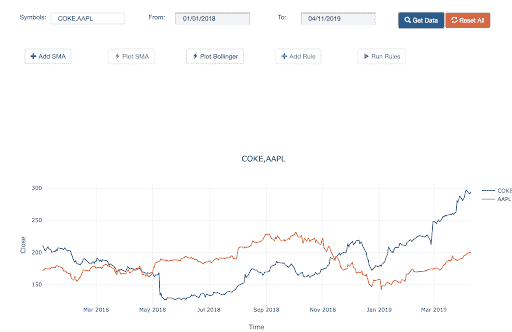 Symbols: COKE,AAPL From: 01/01/2018 To: 04/11/2019 Get Data Reset All
Add SMA Plot SMA Plot Bollinger Add Rule Run Rules
COKE,AAPL
COKE
AAPL
300
250
200
150
Close
Mar 2018 May 2018 Jul 2018 Sep 2018 Nov 2018 Jan 2019 Mar 2019
Time